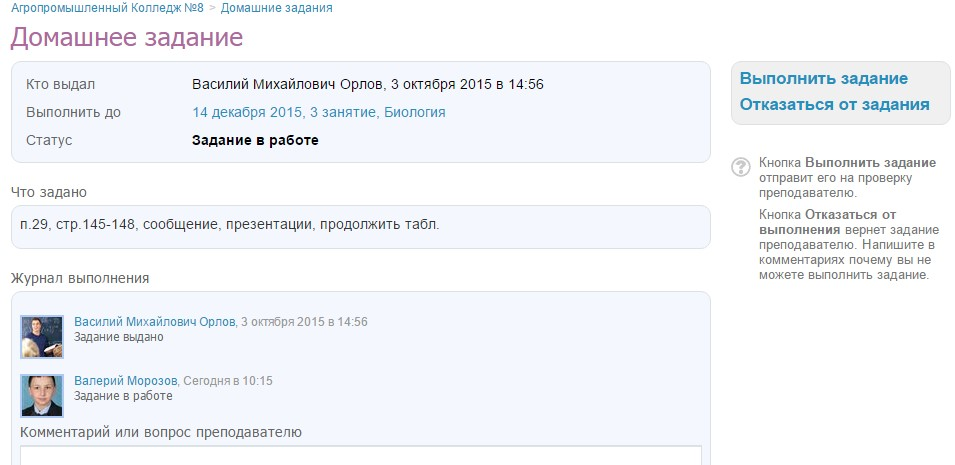 Агропромышленный Колледж №8 > Домашние задания
Домашнее задание
Кто выдал Василий Михайлович Орлов, 3 октября 2015 в 14:56
Выполнить до 14 декабря 2015, 3 занятие, Биология
Статус Задание в работе
Что задано
п.29, стр.145-148, сообщение, презентации, продолжить табл.
Журнал выполнения
Василий Михайлович Орлов, 3 октября 2015 в 14:56
Задание выдано
Валерий Морозов, Сегодня в 10:15
Задание в работе
Комментарий или вопрос преподавателю
Выполнить задание
Отказаться от задания
Кнопка Выполнить задание
отправит его на проверку
преподавателю.
Кнопка Отказаться от
выполнения вернет задание
преподавателю. Напишите в
комментариях почему вы не
можете выполнить задание.